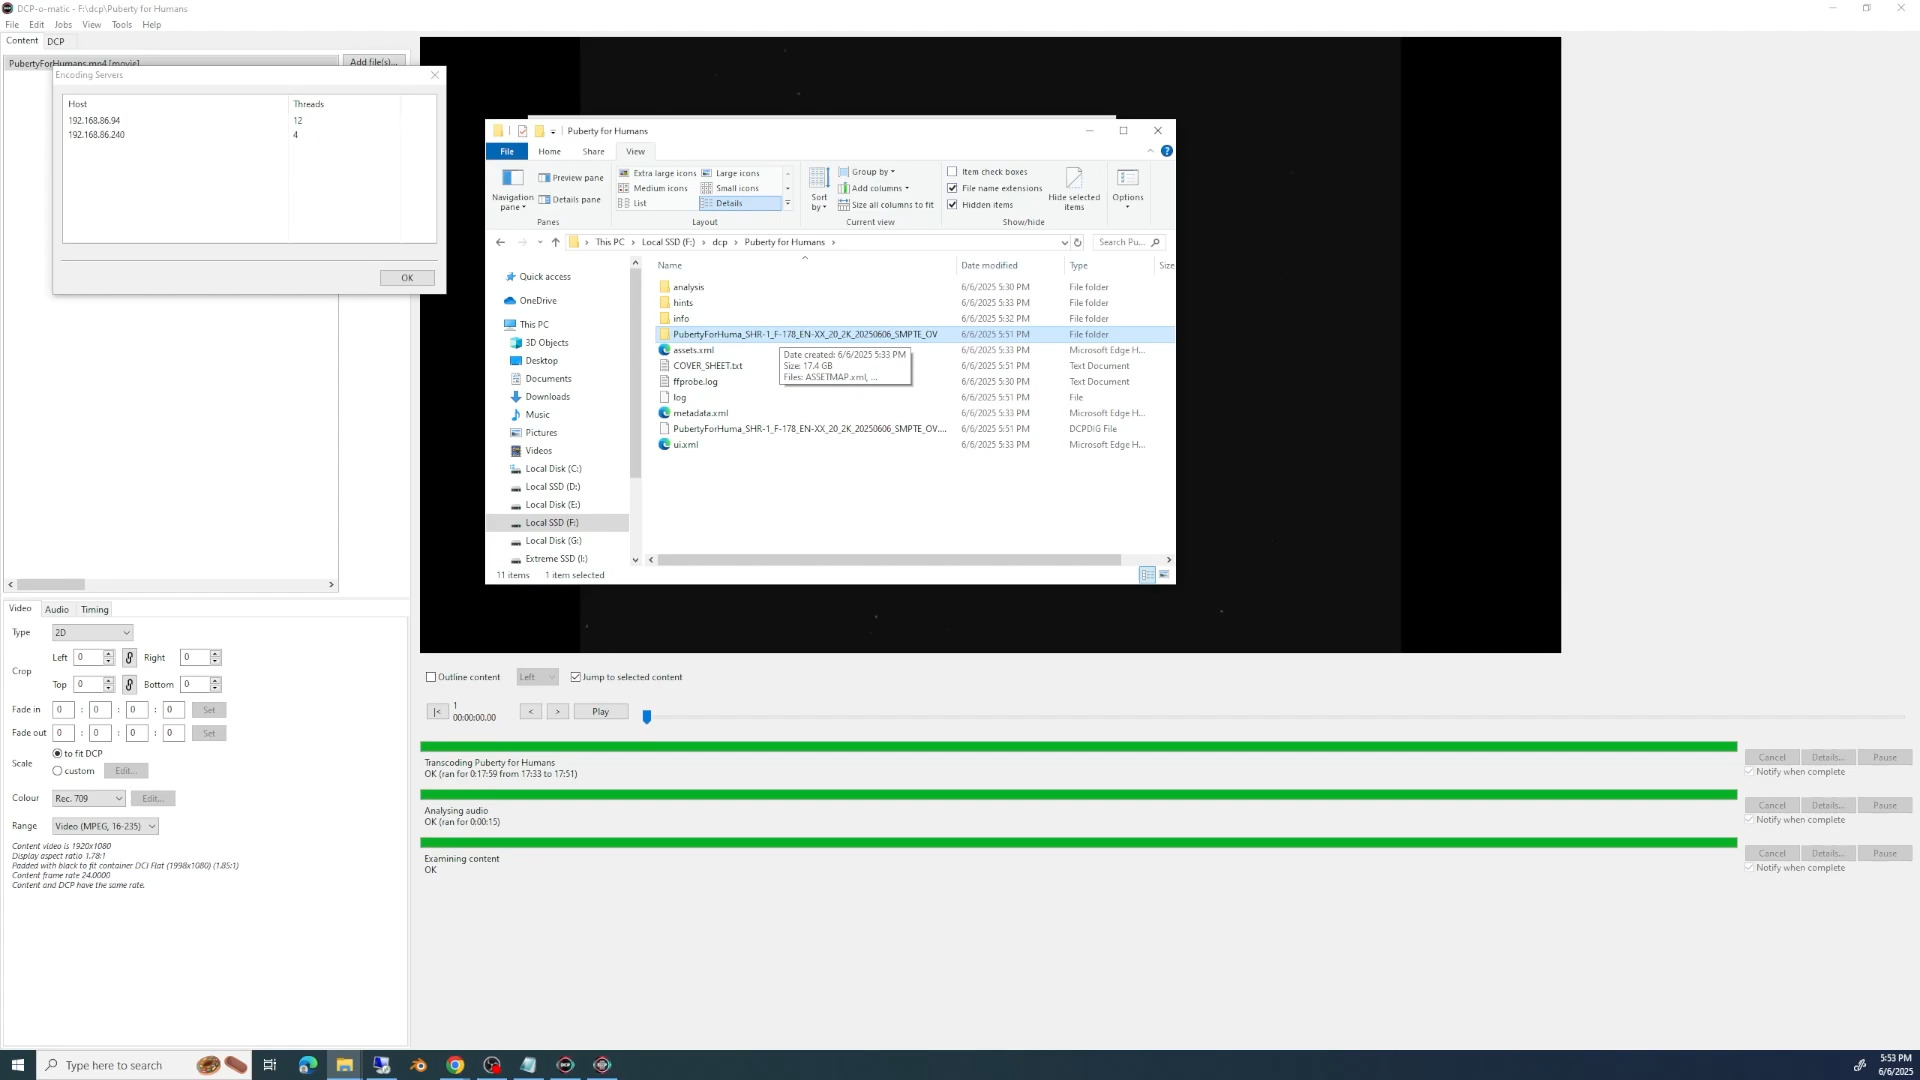 DCP-o-matic - F:\dcp\Puberty for Humans
File Edit Jobs View Tools Help
Content DCP
PubertyForHumans.mp4 [movie]
Add file(s)...
Encoding Servers
Host Threads
192.168.86.94 12
192.168.86.240 4
OK
Puberty for Humans
File Home Share View
Navigation pane
Preview pane
Details pane
Panes
Extra large icons Large icons
Medium icons Small icons
List Details
Layout
Sort by
Group by
Add columns
Size all columns to fit
Current view
Item check boxes
File name extensions
Hidden items
Hide selected items
Show/hide
Options
This PC > Local SSD (F:) > dcp > Puberty for Humans >
Search Pu...
Quick access
OneDrive
This PC
3D Objects
Desktop
Documents
Downloads
Music
Pictures
Videos
Local Disk (C:)
Local SSD (D:)
Local Disk (E:)
Local SSD (F:)
Local Disk (G:)
Extreme SSD (I:)
Name Date modified Type Size
analysis 6/6/2025 5:30 PM File folder
hints 6/6/2025 5:33 PM File folder
info 6/6/2025 5:32 PM File folder
PubertyForHuma_SHR-1_F-178_EN-XX_20_2K_20250606_SMPTE_OV 6/6/2025 5:51 PM File folder
assets.xml 6/6/2025 5:33 PM Microsoft Edge H...
COVER_SHEET.txt 6/6/2025 5:51 PM Text Document
ffprobe.log 6/6/2025 5:30 PM Text Document
log 6/6/2025 5:51 PM File
metadata.xml 6/6/2025 5:33 PM Microsoft Edge H...
PubertyForHuma_SHR-1_F-178_EN-XX_20_2K_20250606_SMPTE_OV.... 6/6/2025 5:51 PM DCPDIG File
ui.xml 6/6/2025 5:33 PM Microsoft Edge H...
Date created: 6/6/2025 5:33 PM
Size: 17.4 GB
Files: ASSETMAP.xml, ...
11 items 1 item selected
Video Audio Timing
Type 2D
Crop
Left 0 Right 0
Top 0 Bottom 0
Fade in 0 : 0 : 0 : 0 Set
Fade out 0 : 0 : 0 : 0 Set
Scale
to fit DCP
custom Edit...
Colour Rec. 709 Edit...
Range Video (MPEG, 16-235)
Content video is 1920x1080
Display aspect ratio 1.78:1
Padded with black to fit container DCI Flat (1998x1080) (1.85:1)
Content frame rate 24.0000
Content and DCP have the same rate.
Outline content Left Jump to selected content
|< 1
00:00:00.00
< > Play
Transcoding Puberty for Humans
OK (ran for 0:17:59 from 17:33 to 17:51)
Cancel Details... Pause
Notify when complete
Analysing audio
OK (ran for 0:00:15)
Cancel Details... Pause
Notify when complete
Examining content
OK
Cancel Details... Pause
Notify when complete
Type here to search
5:53 PM
6/6/2025